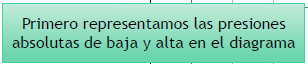 Primero representamos las presiones
absolutas de baja y alta en el diagrama